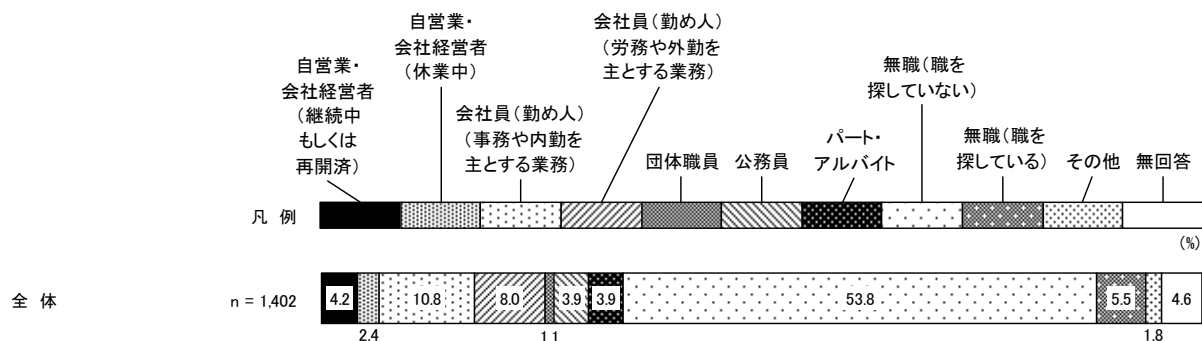 自営業・
会社経営者
（継続中
もしくは
再開済）
自営業・
会社経営者
（休業中）
会社員（勤め人）
（事務や内勤を
主とする業務）
会社員（勤め人）
（労務や外勤を
主とする業務）
団体職員
公務員
パート・
アルバイト
無職（職を
探していない）
無職（職を
探している）
その他
無回答
凡 例
(%)
全 体
n = 1,402
4.2
2.4
10.8
8.0
1.1
3.9
3.9
53.8
5.5
1.8
4.6